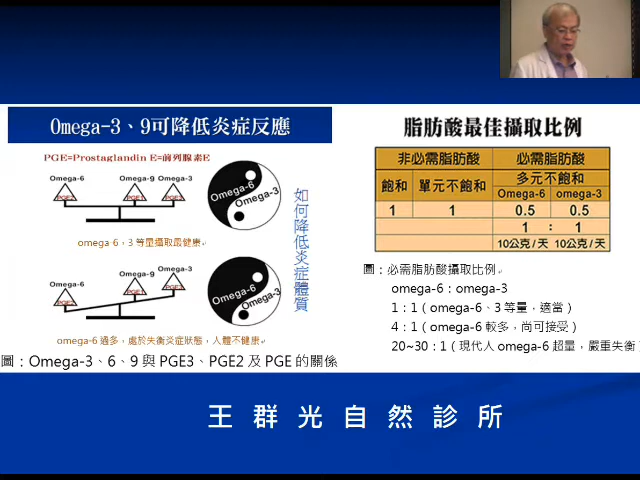 Omega-3、9可降低炎症反應
PGE=Prostaglandin E=前列腺素E
Omega-6
Omega-9
Omega-3
PGE2
PGE1
PGE3
Omega-6
Omega-3
omega-6，3 等量攝取最健康
Omega-6
Omega-9
Omega-3
PGE2
PGE1
PGE3
Omega-6
Omega-3
omega-6 過多，處於失衡炎症狀態，人體不健康
如何降低炎症體質
圖：Omega-3、6、9 與 PGE3、PGE2 及 PGE 的關係
脂肪酸最佳攝取比例
非必需脂肪酸 必需脂肪酸
飽和 單元不飽和 多元不飽和
Omega-6 omega-3
1 1 0.5 0.5
1 : 1
10公克/天 10公克/天
圖：必需脂肪酸攝取比例
omega-6：omega-3
1：1（omega-6、3 等量，適當）
4：1（omega-6 較多，尚可接受）
20~30：1（現代人 omega-6 超量，嚴重失衡
王群光自然診所